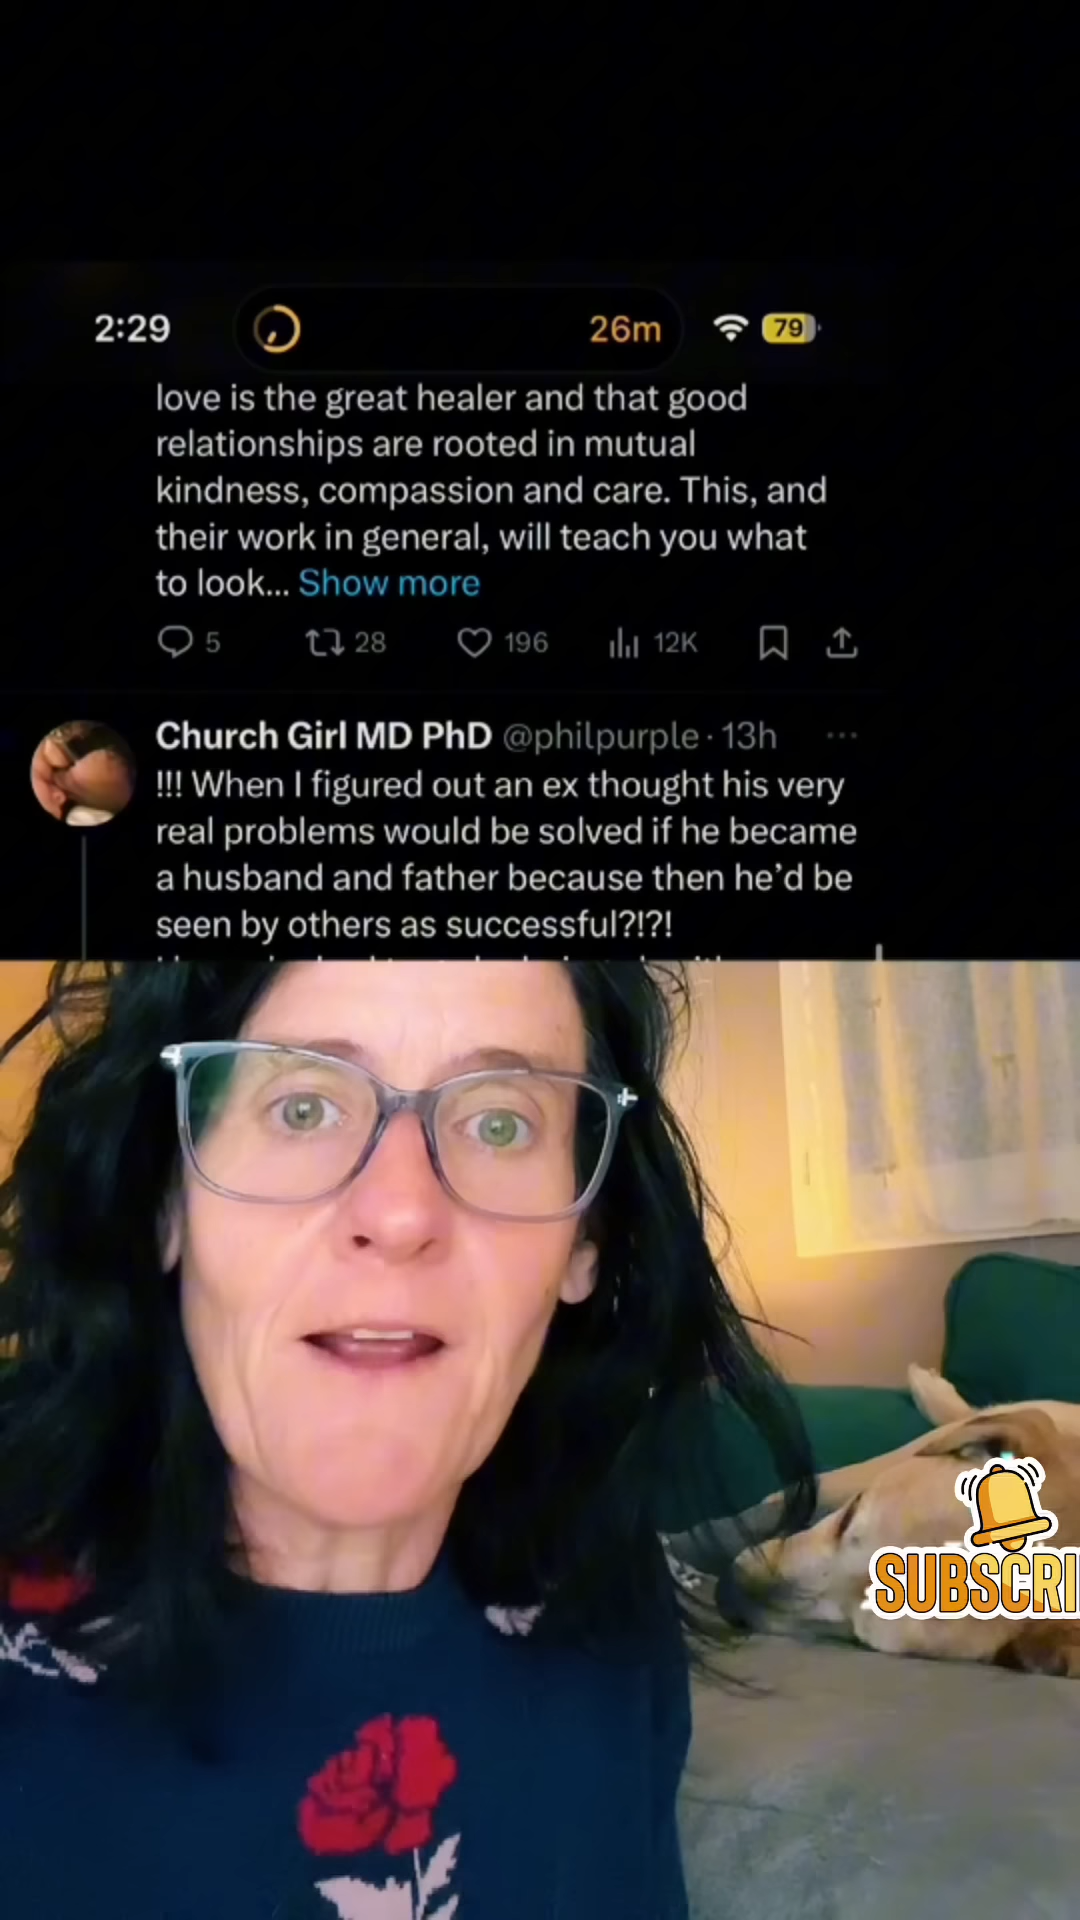 2:29
26m
79
love is the great healer and that good
relationships are rooted in mutual
kindness, compassion and care. This, and
their work in general, will teach you what
to look... Show more
5 28 196 12K
Church Girl MD PhD @philpurple · 13h ...
!!! When I figured out an ex thought his very
real problems would be solved if he became
a husband and father because then he’d be
seen by others as successful?!?!
SUBSCRI